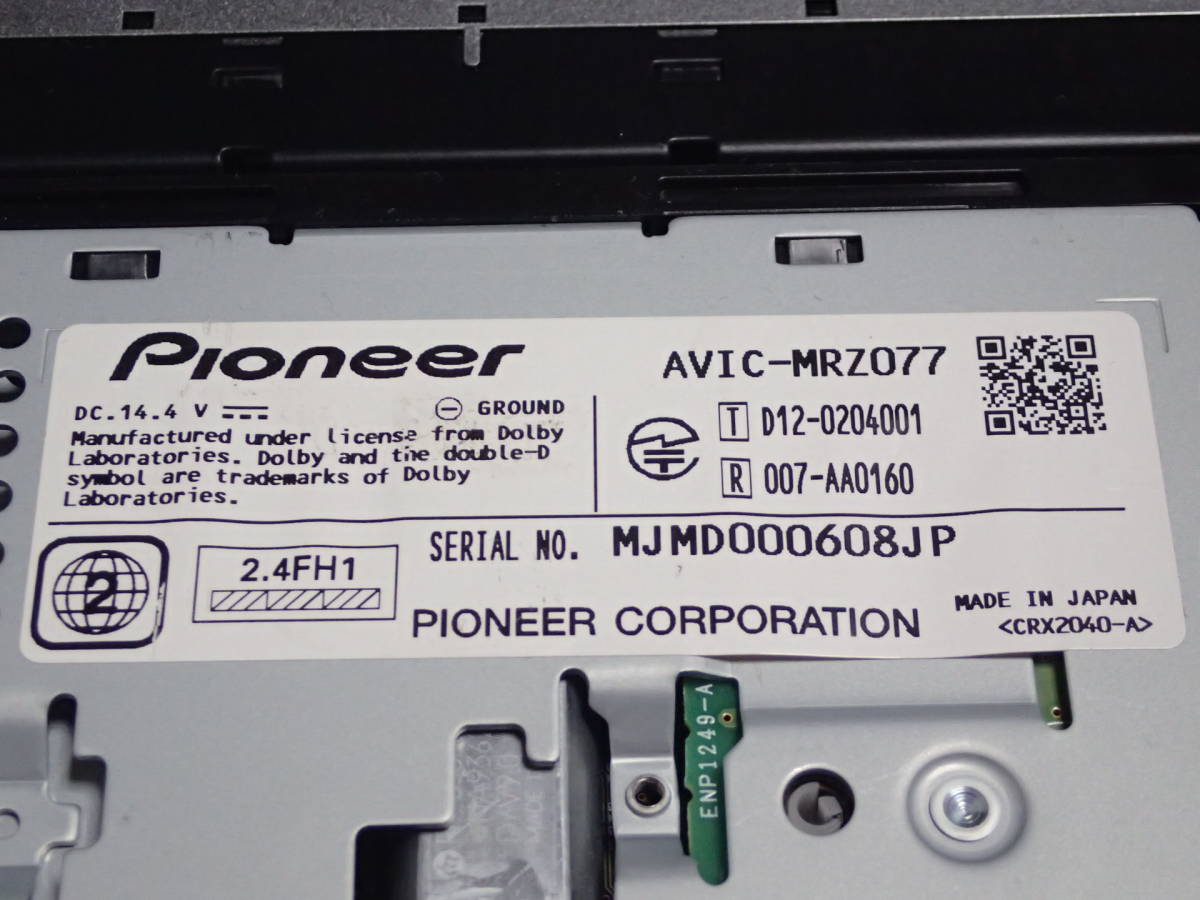 Pioneer
AVIC-MRZ077
DC.14.4 V
GROUND
Manufactured under license from Dolby
Laboratories. Dolby and the double-D
symbol are trademarks of Dolby
Laboratories.
T D12-0204001
R 007-AA0160
2
2.4FH1
SERIAL NO. MJMD000608JP
PIONEER CORPORATION
MADE IN JAPAN
<CRX2040-A>
ENP1249-A